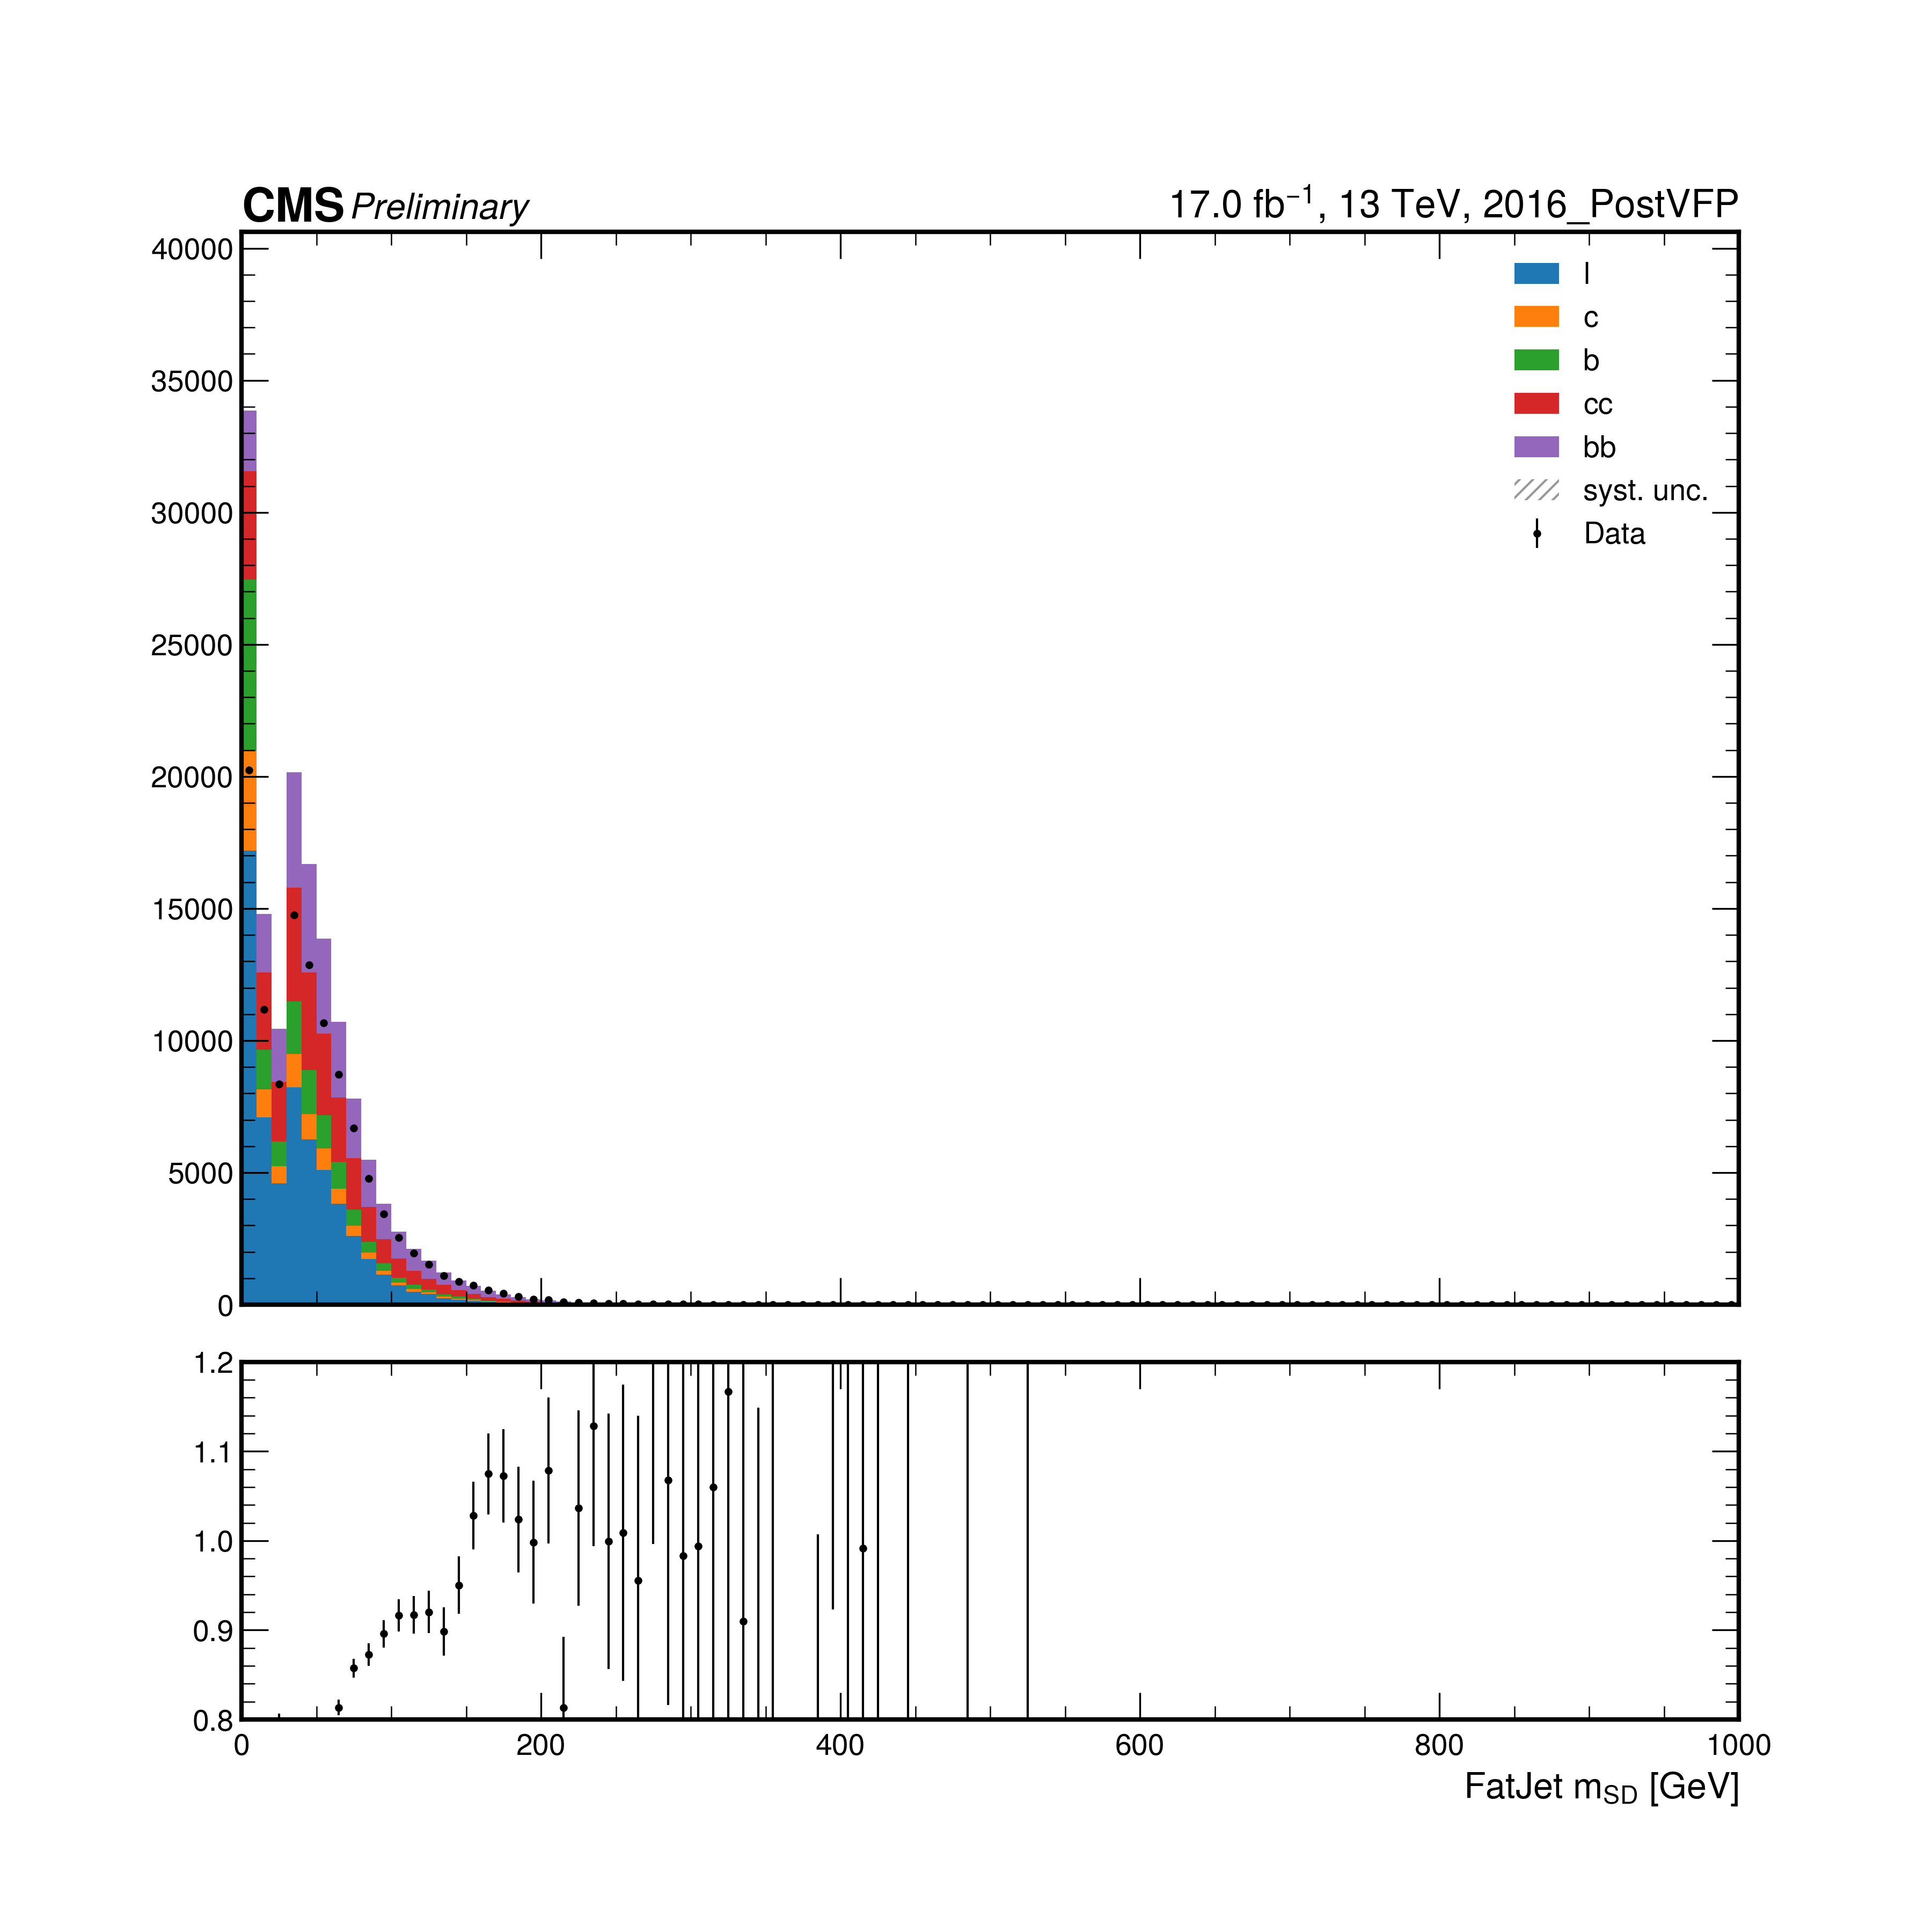 CMS Preliminary
17.0 fb⁻¹, 13 TeV, 2016_PostVFP
40000
35000
30000
25000
20000
15000
10000
5000
0
l
c
b
cc
bb
syst. unc.
Data
1.2
1.1
1.0
0.9
0.8
0 200 400 600 800 1000
FatJet m_SD [GeV]